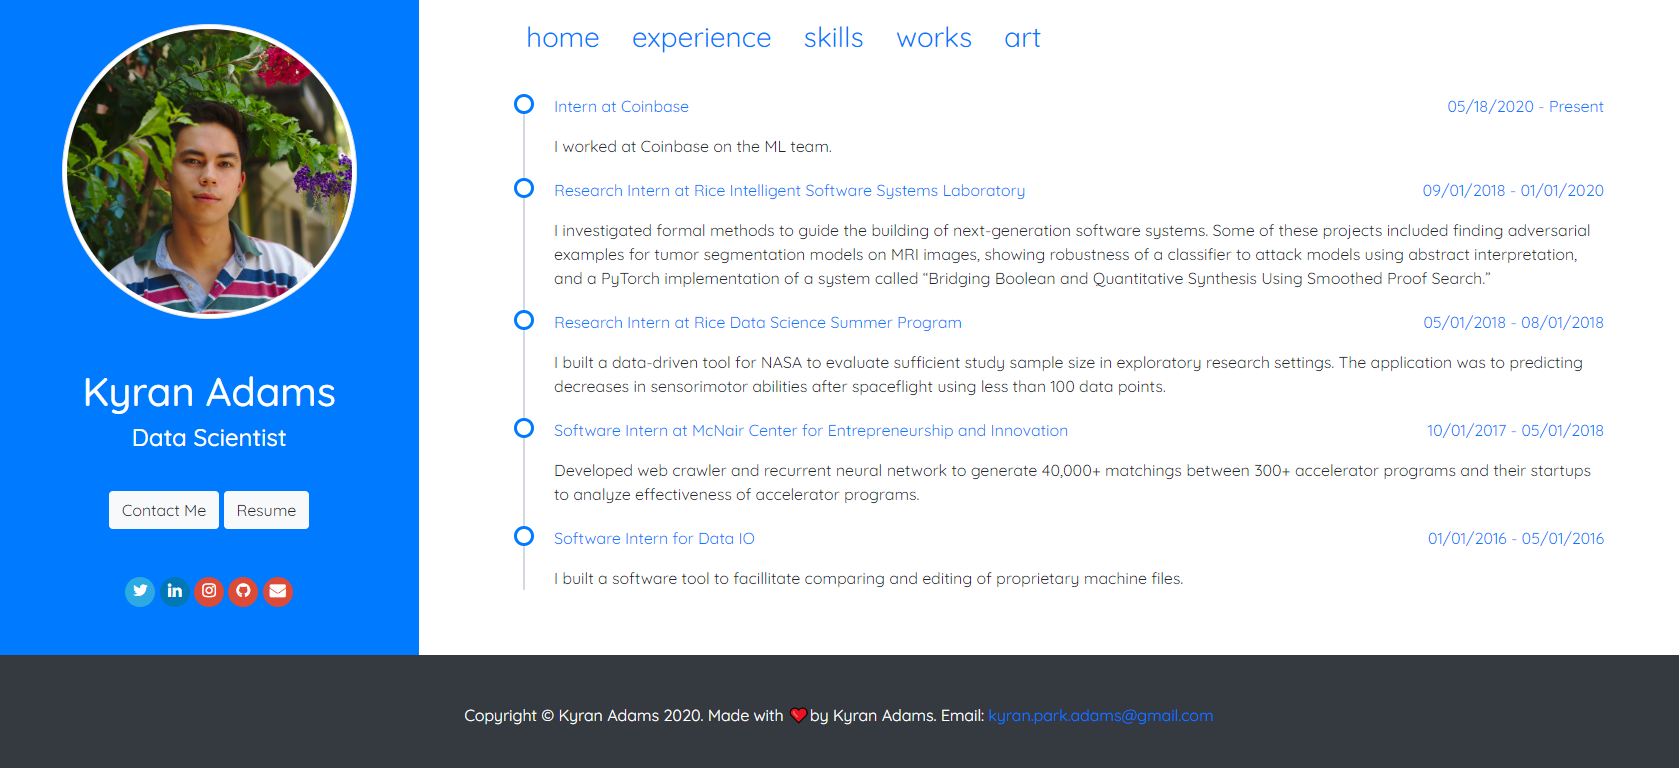 home experience skills works art
Intern at Coinbase 05/18/2020 - Present
I worked at Coinbase on the ML team.
Research Intern at Rice Intelligent Software Systems Laboratory 09/01/2018 - 01/01/2020
I investigated formal methods to guide the building of next-generation software systems. Some of these projects included finding adversarial
examples for tumor segmentation models on MRI images, showing robustness of a classifier to attack models using abstract interpretation,
and a PyTorch implementation of a system called “Bridging Boolean and Quantitative Synthesis Using Smoothed Proof Search.”
Research Intern at Rice Data Science Summer Program 05/01/2018 - 08/01/2018
I built a data-driven tool for NASA to evaluate sufficient study sample size in exploratory research settings. The application was to predicting
decreases in sensorimotor abilities after spaceflight using less than 100 data points.
Software Intern at McNair Center for Entrepreneurship and Innovation 10/01/2017 - 05/01/2018
Developed web crawler and recurrent neural network to generate 40,000+ matchings between 300+ accelerator programs and their startups
to analyze effectiveness of accelerator programs.
Software Intern for Data IO 01/01/2016 - 05/01/2016
I built a software tool to facillitate comparing and editing of proprietary machine files.
Kyran Adams
Data Scientist
Contact Me Resume
in
Copyright © Kyran Adams 2020. Made with ❤ by Kyran Adams. Email: kyran.park.adams@gmail.com